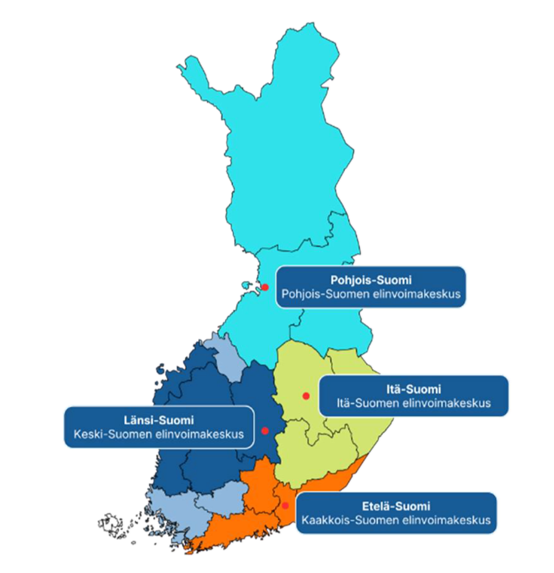 Pohjois-Suomi
Pohjois-Suomen elinvoimakeskus
Itä-Suomi
Itä-Suomen elinvoimakeskus
Länsi-Suomi
Keski-Suomen elinvoimakeskus
Etelä-Suomi
Kaakkois-Suomen elinvoimakeskus